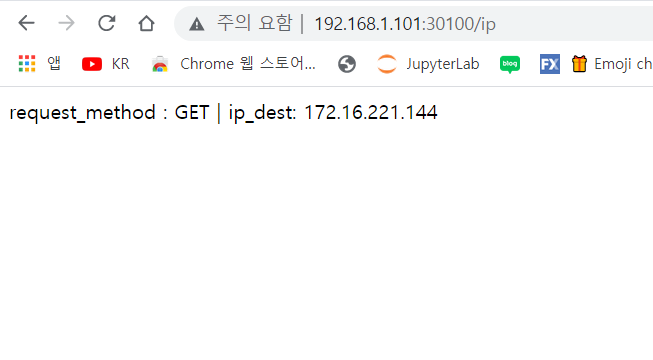 주의 요함 | 192.168.1.101:30100/ip
앱 KR Chrome 웹 스토어... JupyterLab blog FX Emoji ch
request_method : GET | ip_dest: 172.16.221.144